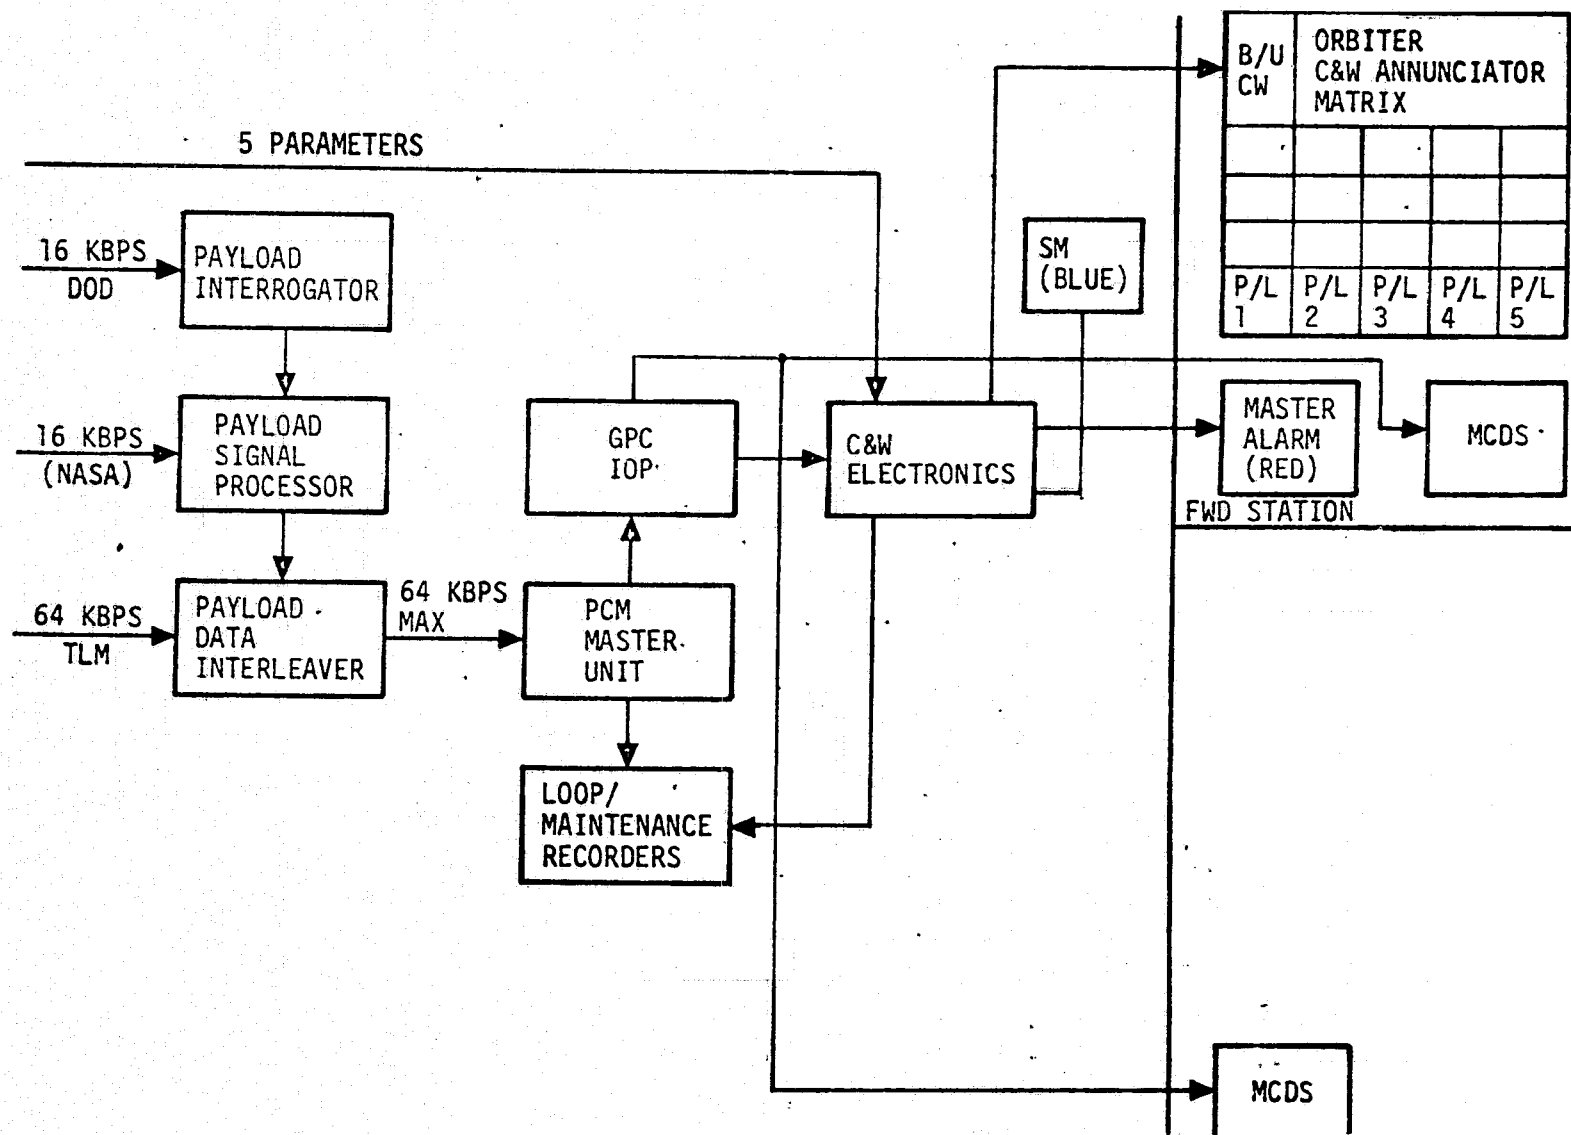 B/U
CW
ORBITER
C&W ANNUNCIATOR
MATRIX
5 PARAMETERS
16 KBPS
DOD
PAYLOAD
INTERROGATOR
SM
(BLUE)
P/L
1
P/L
2
P/L
3
P/L
4
P/L
5
16 KBPS
(NASA)
PAYLOAD
SIGNAL
PROCESSOR
GPC
IOP
C&W
ELECTRONICS
MASTER
ALARM
(RED)
MCDS
FWD STATION
64 KBPS
TLM
PAYLOAD
DATA
INTERLEAVER
64 KBPS
MAX
PCM
MASTER
UNIT
LOOP/
MAINTENANCE
RECORDERS
MCDS